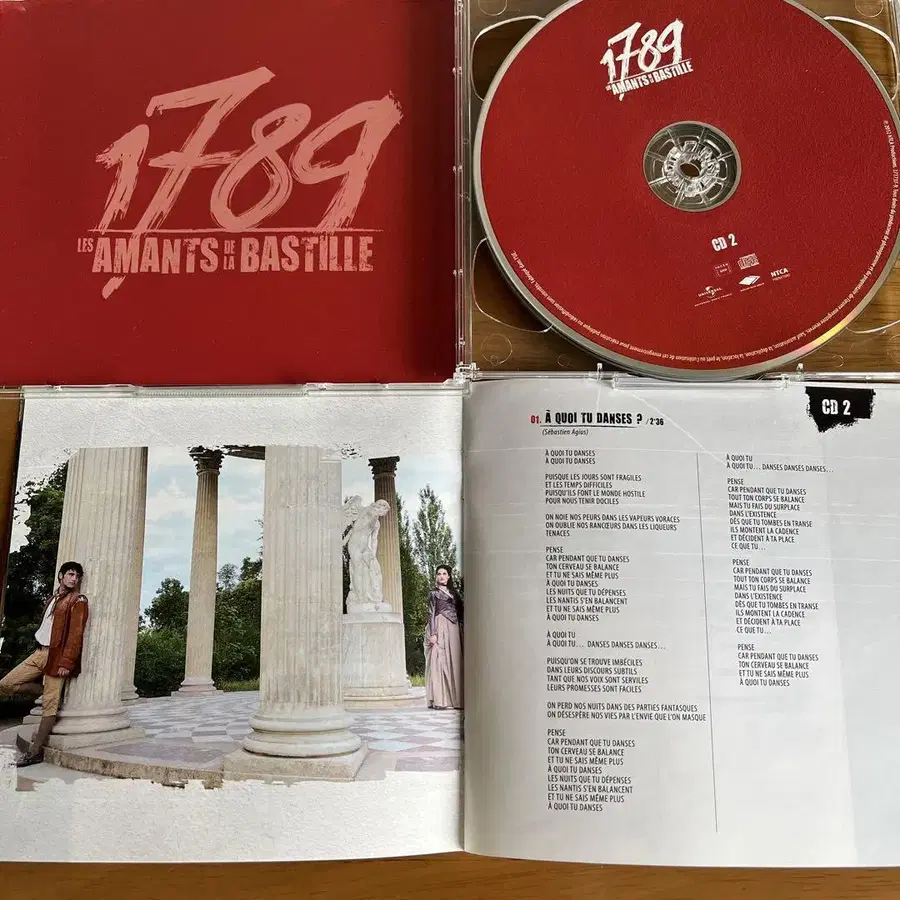 1789
LES AMANTS DE LA BASTILLE
1789
LES AMANTS DE LA BASTILLE
CD 2
UNIVERSAL
NTCA
01. À QUOI TU DANSES ? / 2'36
(Sébastien Agius)
À QUOI TU DANSES
À QUOI TU DANSES
PUISQUE LES JOURS SONT FRAGILES
ET LES TEMPS DIFFICILES
PUISQU'ILS FONT LE MONDE HOSTILE
POUR NOUS TENIR DOCILES
ON NOIE NOS PEURS DANS LES VAPEURS VORACES
ON OUBLIE NOS RANCŒURS DANS LES LIQUEURS
TENACES
PENSE
CAR PENDANT QUE TU DANSES
TON CERVEAU SE BALANCE
ET TU NE SAIS MÊME PLUS
À QUOI TU DANSES
LES NUITS QUE TU DÉPENSES
LES NANTIS S'EN BALANCENT
ET TU NE SAIS MÊME PLUS
À QUOI TU DANSES
À QUOI TU
À QUOI TU... DANSES DANSES DANSES...
PUISQU'ON SE TROUVE IMBÉCILES
DANS LEURS DISCOURS SUBTILS
TANT QUE NOS VOIX SONT SERVILES
LEURS PROMESSES SONT FACILES
ON PERD NOS NUITS DANS DES PARTIES FANTASQUES
ON DÉSESPÈRE NOS VIES PAR L'ENVIE QUE L'ON MASQUE
PENSE
CAR PENDANT QUE TU DANSES
TON CERVEAU SE BALANCE
ET TU NE SAIS MÊME PLUS
À QUOI TU DANSES
LES NUITS QUE TU DÉPENSES
LES NANTIS S'EN BALANCENT
ET TU NE SAIS MÊME PLUS
À QUOI TU DANSES
CD 2
À QUOI TU
À QUOI TU... DANSES DANSES DANSES...
PENSE
CAR PENDANT QUE TU DANSES
TOUT TON CORPS SE BALANCE
MAIS TU FAIS DU SURPLACE
DANS L'EXISTENCE
DÈS QUE TU TOMBES EN TRANSE
ILS MONTENT LA CADENCE
ET DÉCIDENT À TA PLACE
CE QUE TU...
PENSE
CAR PENDANT QUE TU DANSES
TOUT TON CORPS SE BALANCE
MAIS TU FAIS DU SURPLACE
DANS L'EXISTENCE
DÈS QUE TU TOMBES EN TRANSE
ILS MONTENT LA CADENCE
ET DÉCIDENT À TA PLACE
CE QUE TU...
PENSE
CAR PENDANT QUE TU DANSES
TON CERVEAU SE BALANCE
ET TU NE SAIS MÊME PLUS
À QUOI TU DANSES